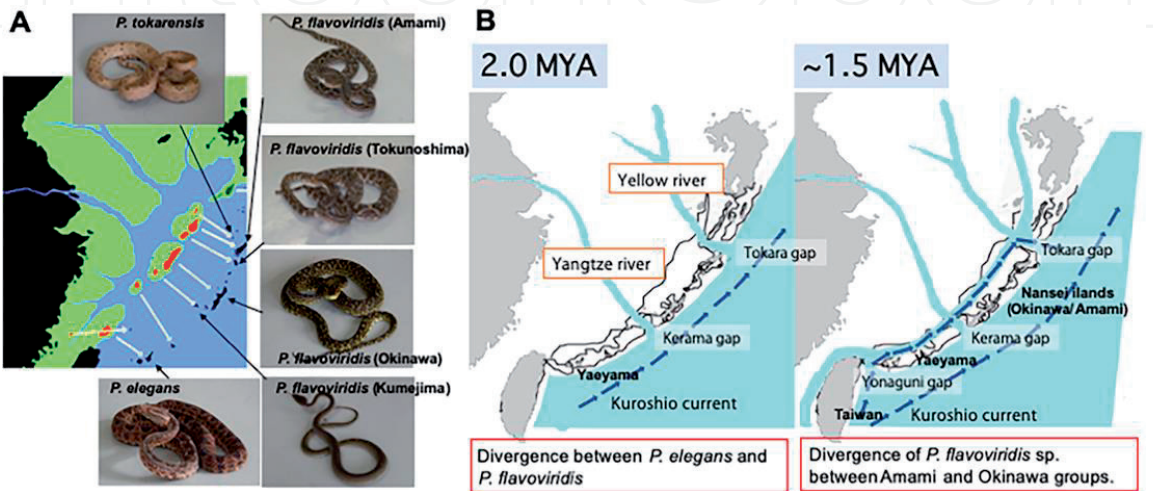 A
P. tokarensis
P. flavoviridis (Amami)
P. flavoviridis (Tokunoshima)
P. flavoviridis (Okinawa)
P. elegans
P. flavoviridis (Kumejima)
B
2.0 MYA
Yellow river
Yangtze river
Tokara gap
Kerama gap
Yaeyama
Kuroshio current
Divergence between P. elegans and
P. flavoviridis
~1.5 MYA
Tokara gap
Nansei ilands
(Okinawa/Amami)
Kerama gap
Yaeyama
Yonaguni gap
Taiwan
Kuroshio current
Divergence of P. flavoviridis sp.
between Amami and Okinawa groups.